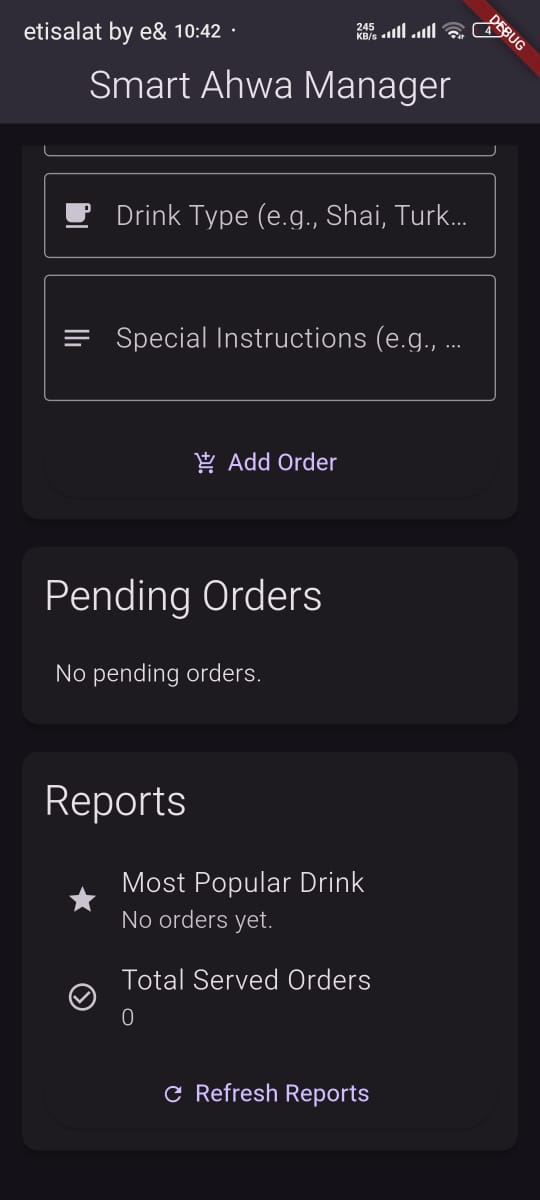 etisalat by e& 10:42 ·
245 KB/s
4
DEBUG
Smart Ahwa Manager
Drink Type (e.g., Shai, Turk...
Special Instructions (e.g., ...
Add Order
Pending Orders
No pending orders.
Reports
Most Popular Drink
No orders yet.
Total Served Orders
0
Refresh Reports